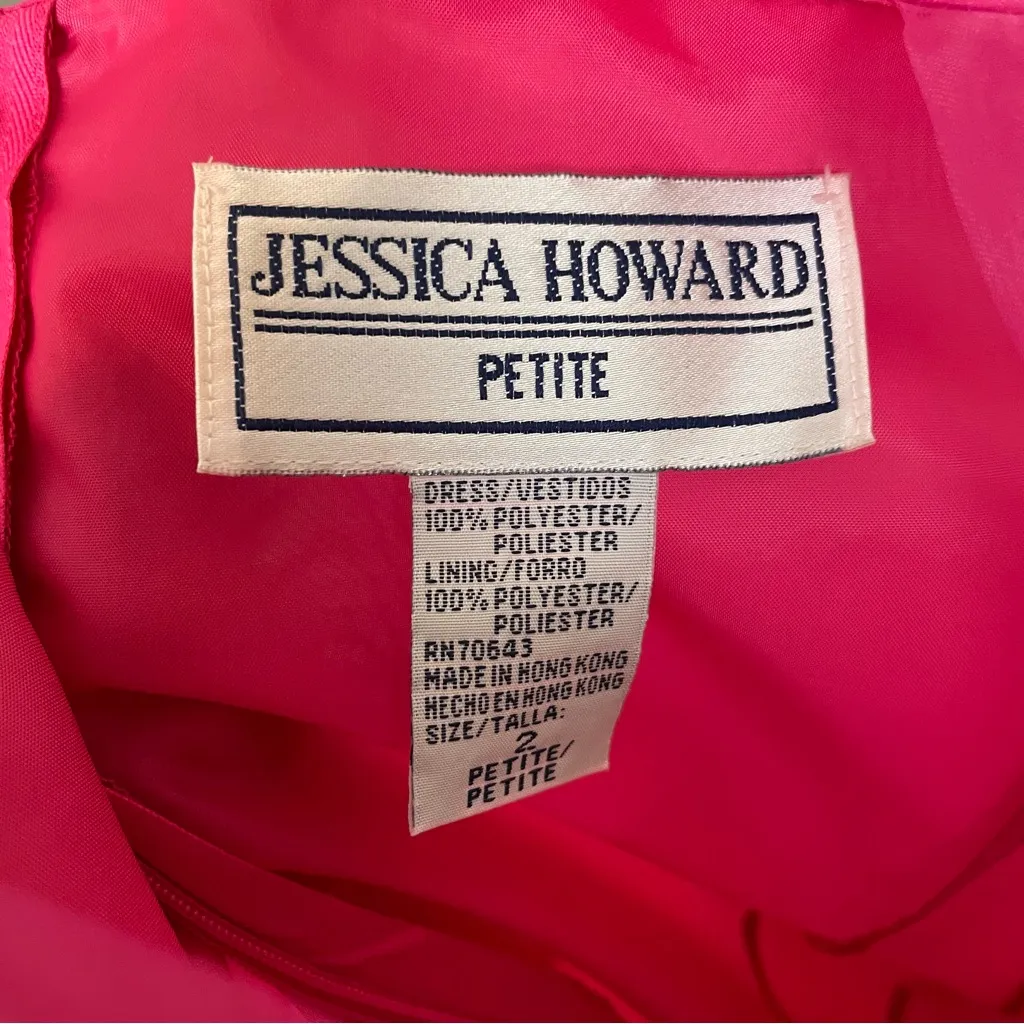 JESSICA HOWARD
PETITE
DRESS/VESTIDOS
100% POLYESTER/
POLIESTER
LINING/FORRO
100% POLYESTER/
POLIESTER
RN70643
MADE IN HONG KONG
HECHO EN HONG KONG
SIZE/TALLA:
2
PETITE/
PETITE